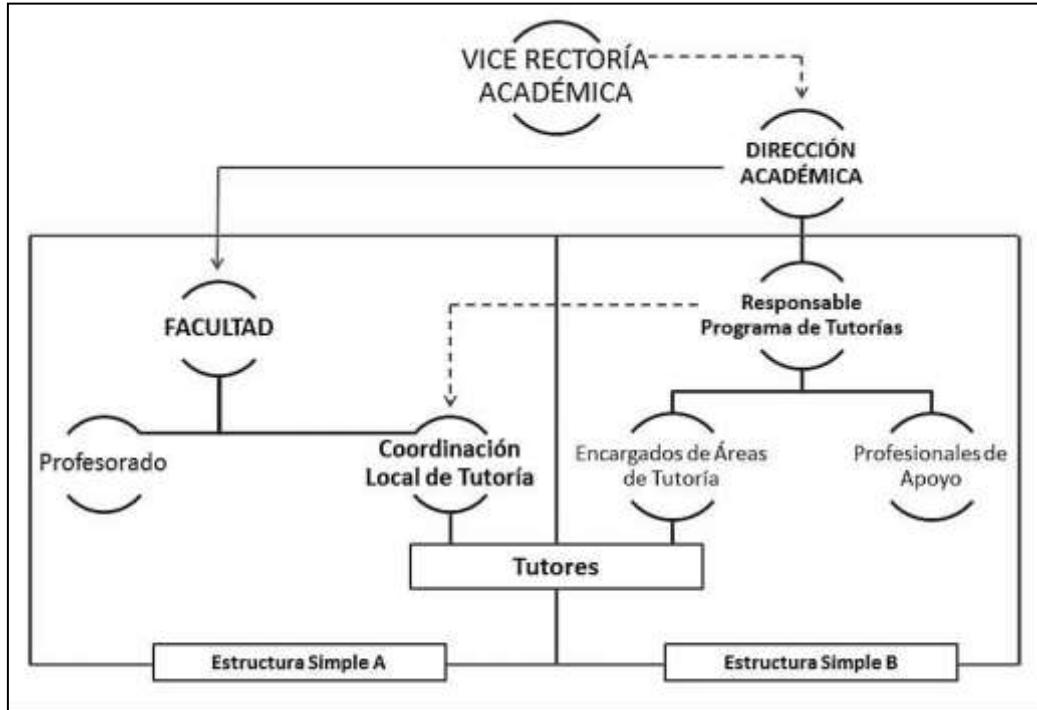 VICE RECTORÍA
ACADÉMICA
DIRECCIÓN
ACADÉMICA
FACULTAD
Responsable
Programa de Tutorías
Profesorado
Coordinación
Local de Tutoría
Encargados de Áreas
de Tutoría
Profesionales de
Apoyo
Tutores
Estructura Simple A
Estructura Simple B